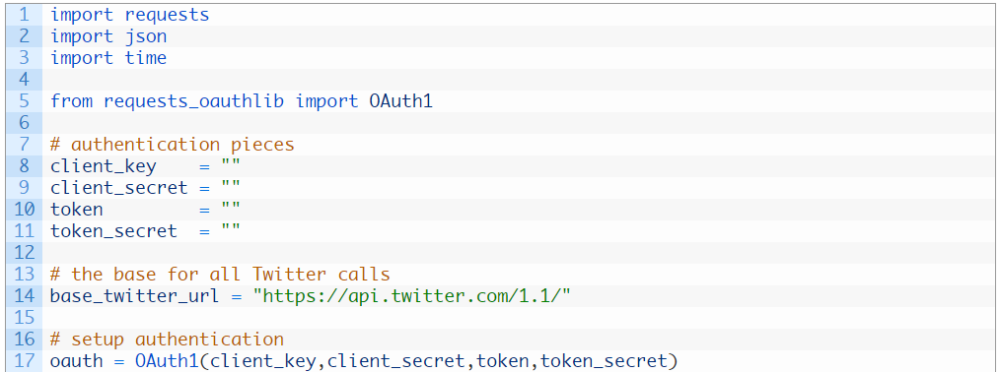 1 import requests
2 import json
3 import time
4
5 from requests_oauthlib import OAuth1
6
7 # authentication pieces
8 client_key    = ""
9 client_secret = ""
10 token         = ""
11 token_secret  = ""
12
13 # the base for all Twitter calls
14 base_twitter_url = "https://api.twitter.com/1.1/"
15
16 # setup authentication
17 oauth = OAuth1(client_key,client_secret,token,token_secret)